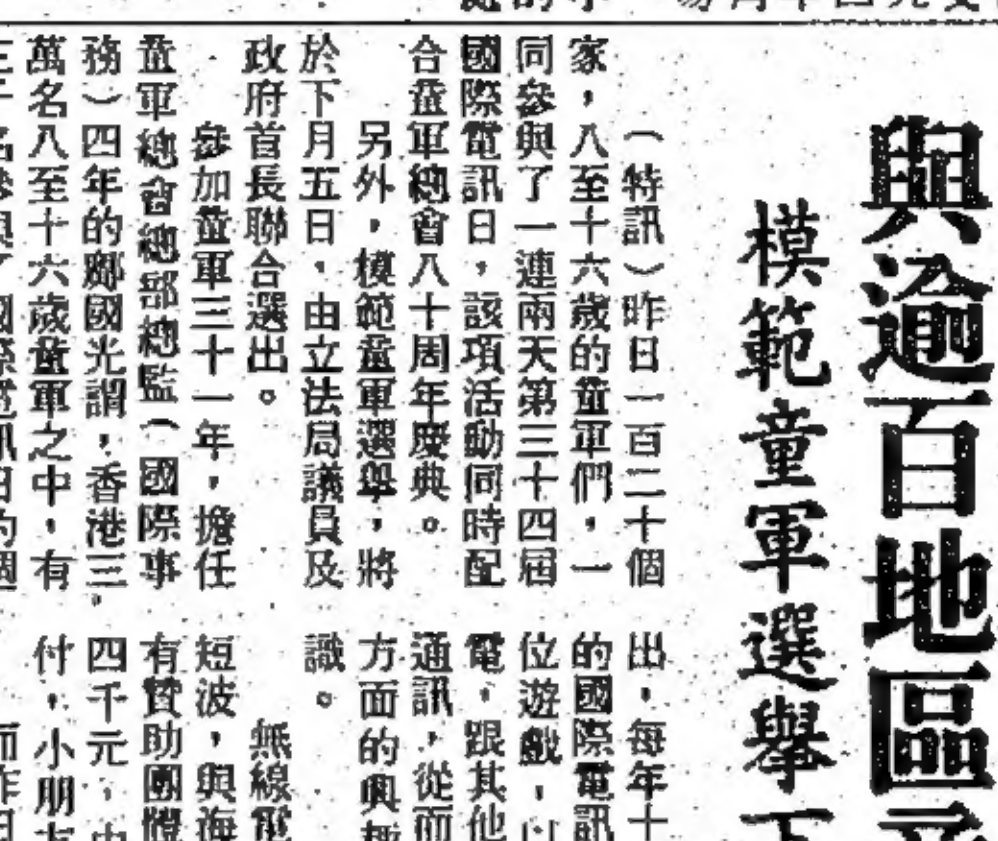 與逾百地區
模範童軍選舉
（特訊）昨日一百二十個
家，八至十六歲的童軍們，一
同參與了一連兩天第三十四屆
國際電訊日，該項活動同時配
合童軍總會八十周年慶典。
另外，模範童軍選舉，將
於下月五日，由立法局議員及
政府首長聯合選出。
參加童軍三十一年，擔任
童軍總會總部總監（國際事
務）四年的鄺國光謂，香港三
萬名八至十六歲童軍之中，有
出，每年十
的國際電訊
位遊戲，以
電，跟其他
通訊，從而
方面的興趣
識。
無線電
短波，與海
有贊助團體
四千元，由
付，小朋友